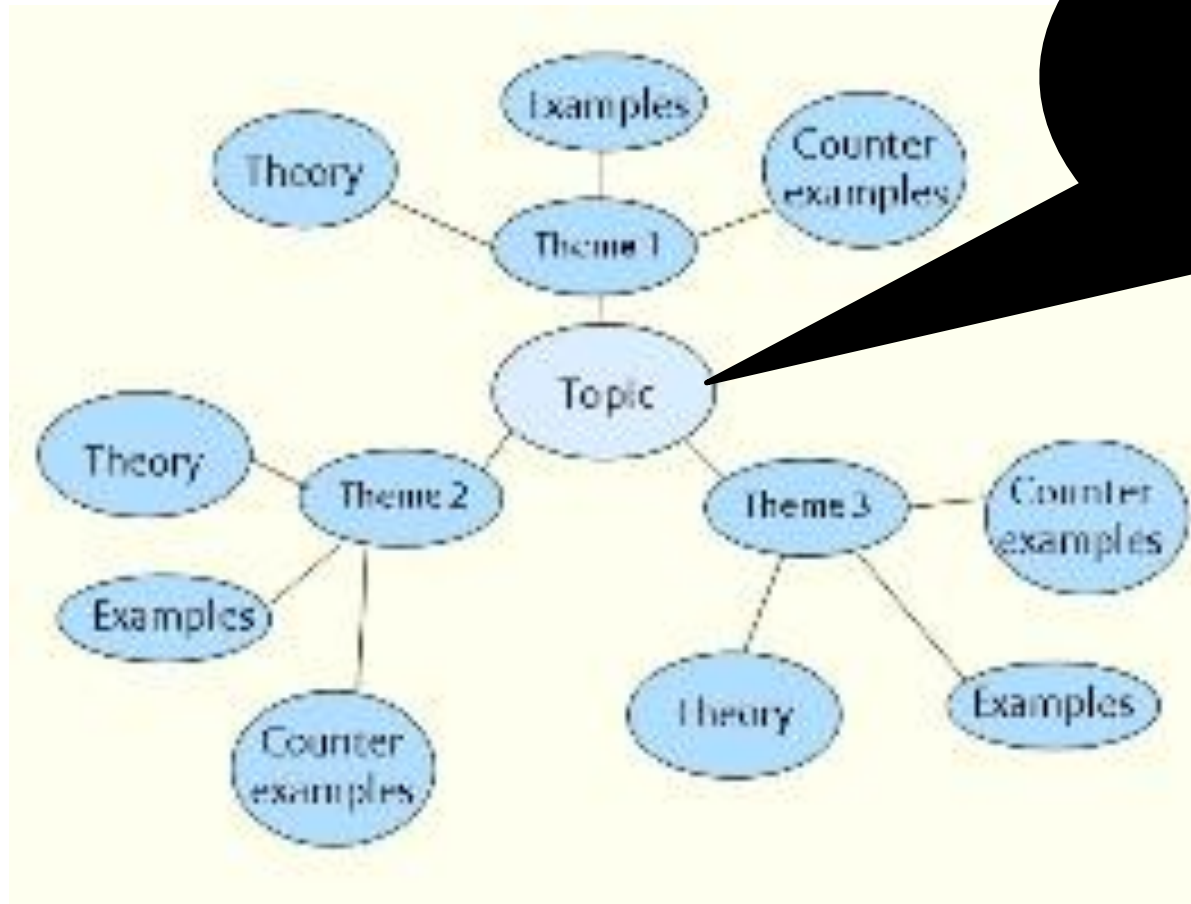 Examples
Theory
Counter
examples
Theme 1
Topic
Theory
Theme 2
Theme 3
Counter
examples
Examples
Theory
Examples
Counter
examples